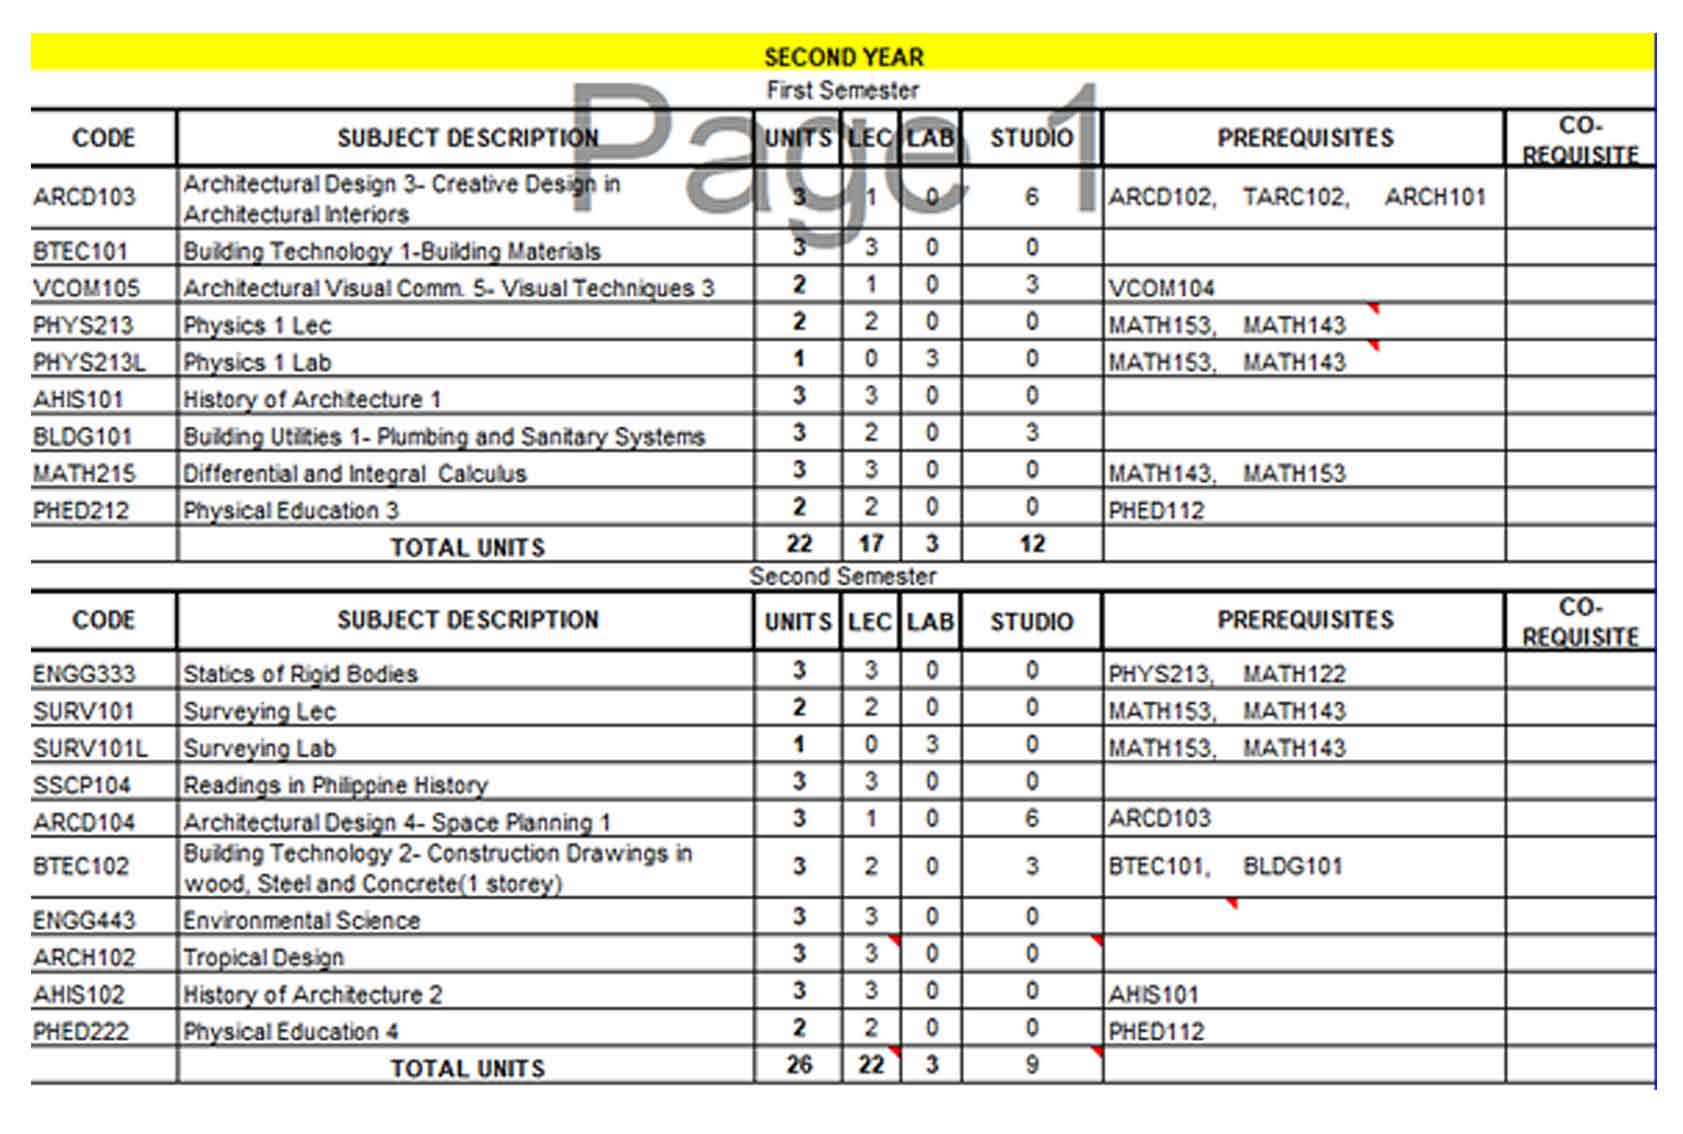 SECOND YEAR
First Semester
Page 1
CODE SUBJECT DESCRIPTION UNITS LEC LAB STUDIO PREREQUISITES CO-
REQUISITE
ARCD103 Architectural Design 3- Creative Design in
Architectural Interiors 3 1 0 6 ARCD102, TARC102, ARCH101
BTEC101 Building Technology 1-Building Materials 3 3 0 0
VCOM105 Architectural Visual Comm. 5- Visual Techniques 3 2 1 0 3 VCOM104
PHYS213 Physics 1 Lec 2 2 0 0 MATH153, MATH143
PHYS213L Physics 1 Lab 1 0 3 0 MATH153, MATH143
AHIS101 History of Architecture 1 3 3 0 0
BLDG101 Building Utilities 1- Plumbing and Sanitary Systems 3 2 0 3
MATH215 Differential and Integral Calculus 3 3 0 0 MATH143, MATH153
PHED212 Physical Education 3 2 2 0 0 PHED112
TOTAL UNITS 22 17 3 12
Second Semester
CODE SUBJECT DESCRIPTION UNITS LEC LAB STUDIO PREREQUISITES CO-
REQUISITE
ENGG333 Statics of Rigid Bodies 3 3 0 0 PHYS213, MATH122
SURV101 Surveying Lec 2 2 0 0 MATH153, MATH143
SURV101L Surveying Lab 1 0 3 0 MATH153, MATH143
SSCP104 Readings in Philippine History 3 3 0 0
ARCD104 Architectural Design 4- Space Planning 1 3 1 0 6 ARCD103
BTEC102 Building Technology 2- Construction Drawings in
wood, Steel and Concrete(1 storey) 3 2 0 3 BTEC101, BLDG101
ENGG443 Environmental Science 3 3 0 0
ARCH102 Tropical Design 3 3 0 0
AHIS102 History of Architecture 2 3 3 0 0 AHIS101
PHED222 Physical Education 4 2 2 0 0 PHED112
TOTAL UNITS 26 22 3 9